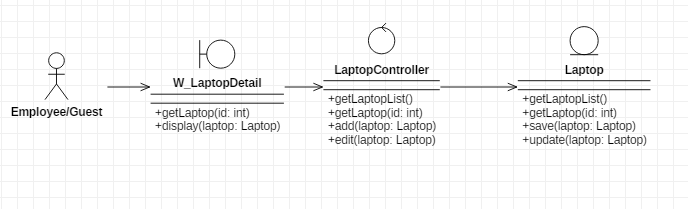 Employee/Guest
W_LaptopDetail
+getLaptop(id: int)
+display(laptop: Laptop)
LaptopController
+getLaptopList()
+getLaptop(id: int)
+add(laptop: Laptop)
+edit(laptop: Laptop)
Laptop
+getLaptopList()
+getLaptop(id: int)
+save(laptop: Laptop)
+update(laptop: Laptop)